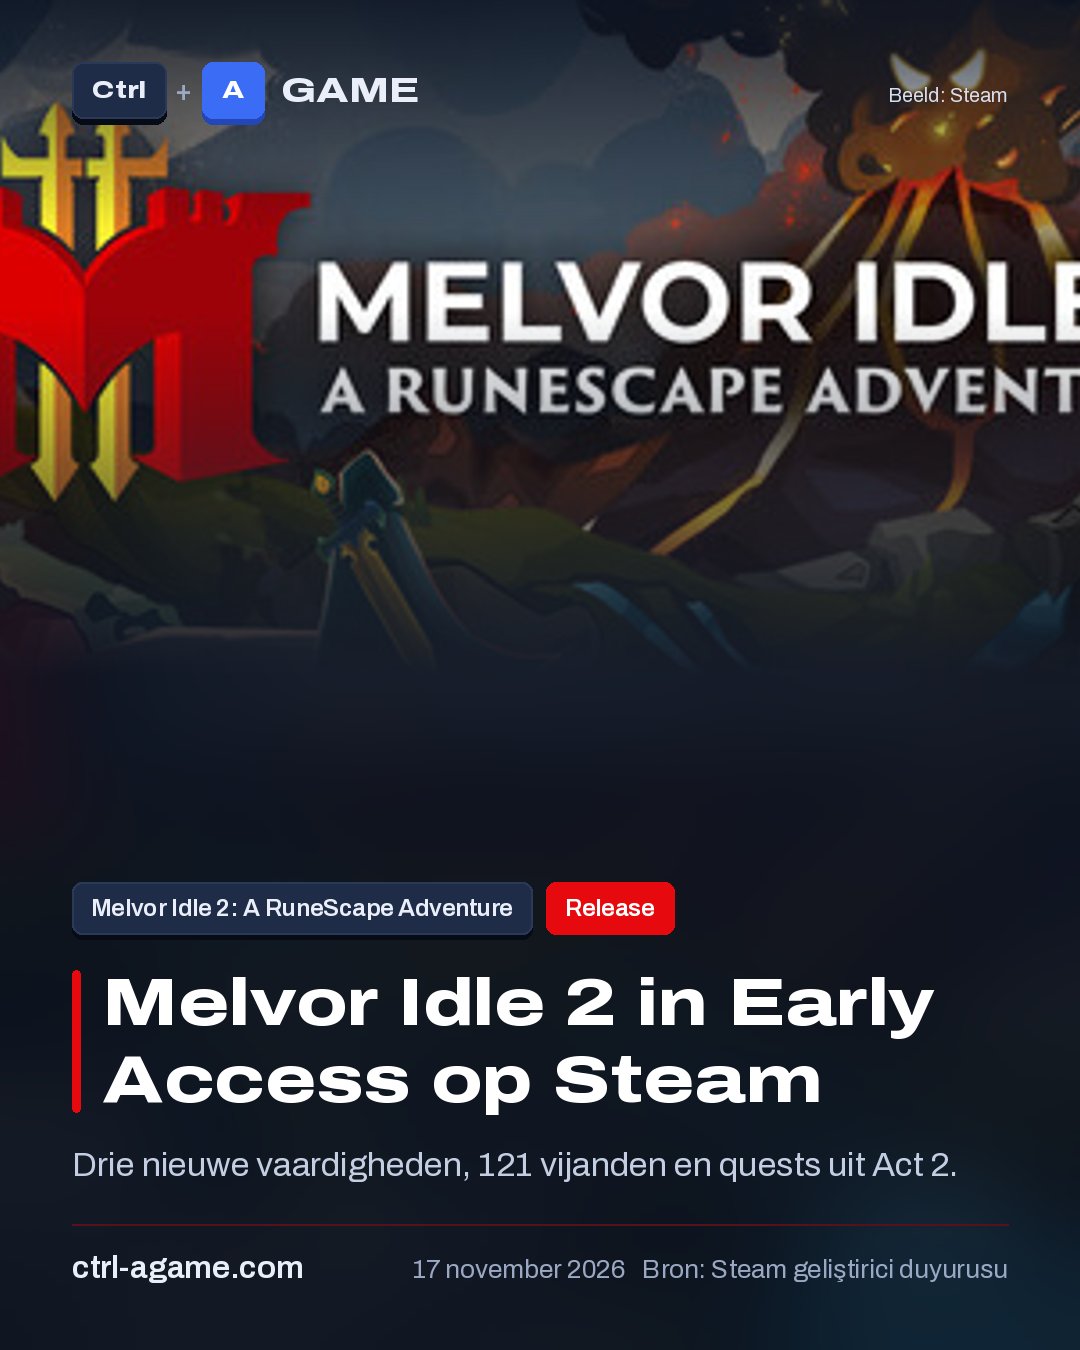 Ctrl + A GAME
Beeld: Steam
MELVOR IDLE
A RUNESCAPE ADVENT
Melvor Idle 2: A RuneScape Adventure
Release
Melvor Idle 2 in Early
Access op Steam
Drie nieuwe vaardigheden, 121 vijanden en quests uit Act 2.
ctrl-agame.com
17 november 2026 Bron: Steam geliştirici duyurusu